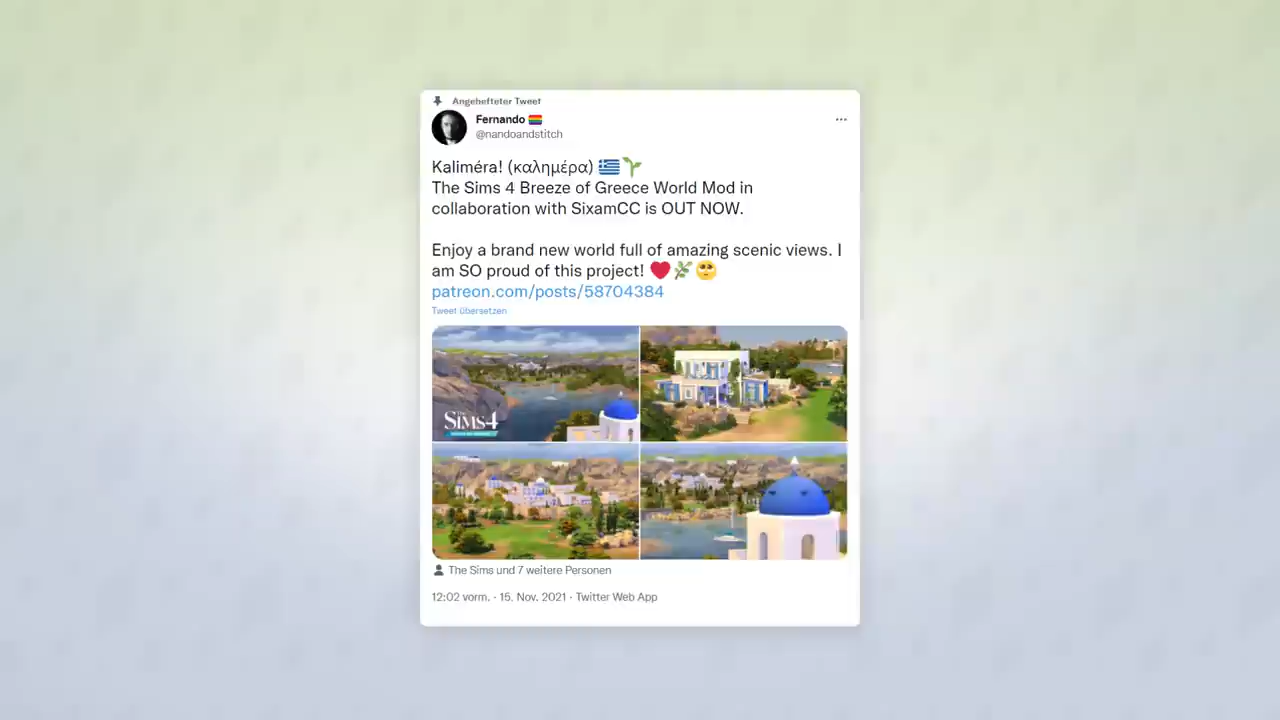 Angehefteter Tweet
Fernando 🏳️‍🌈
@nandoandstitch
Kaliméra! (καλημέρα) 🇬🇷🌱
The Sims 4 Breeze of Greece World Mod in
collaboration with SixamCC is OUT NOW.
Enjoy a brand new world full of amazing scenic views. I
am SO proud of this project! ❤️🌿🥺
patreon.com/posts/58704384
Tweet übersetzen
The
SIMS4
The Sims und 7 weitere Personen
12:02 vorm. · 15. Nov. 2021 · Twitter Web App